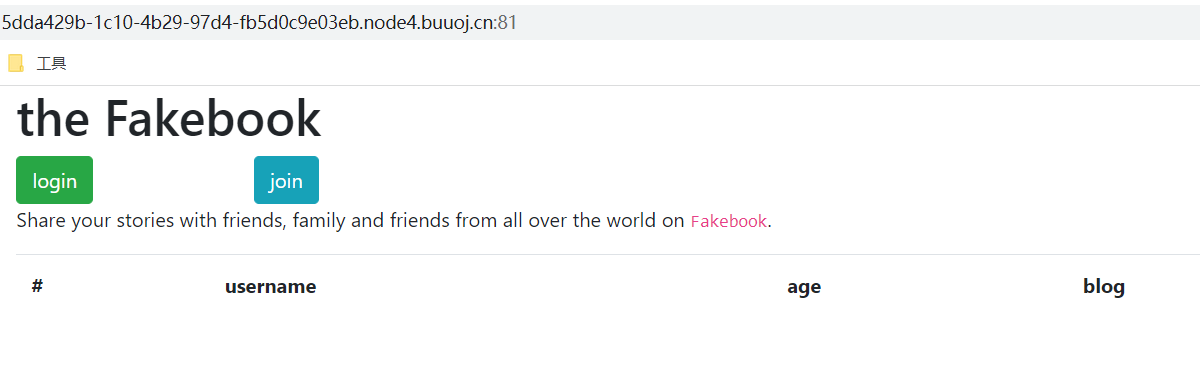 5dda429b-1c10-4b29-97d4-fb5d0c9e03eb.node4.buuoj.cn:81
工具
the Fakebook
login join
Share your stories with friends, family and friends from all over the world on Fakebook.
# username age blog